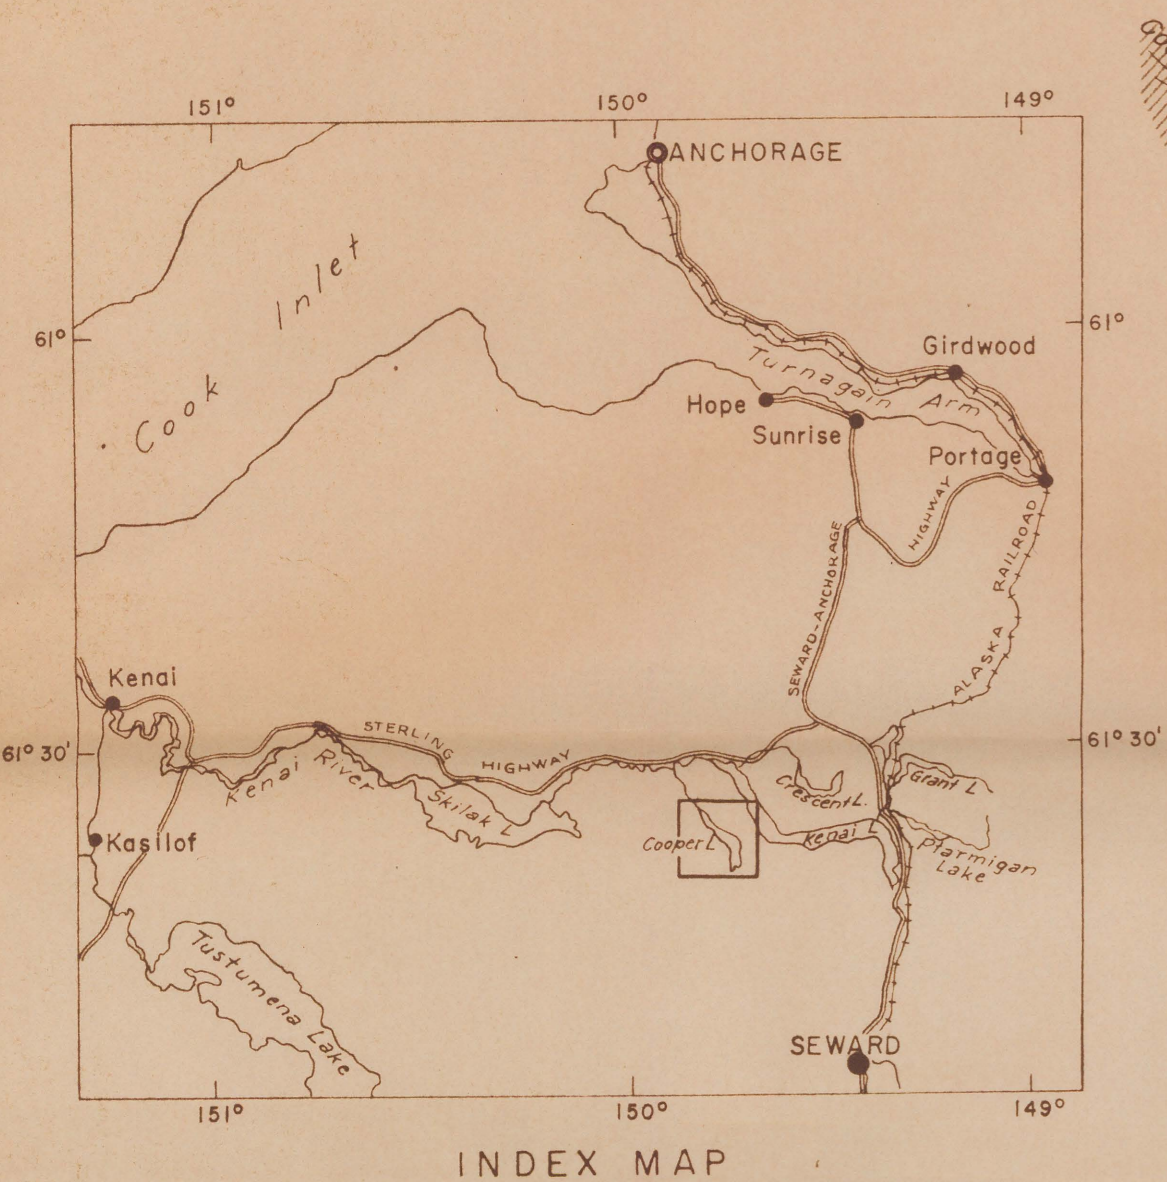 151° 150° 149°
ANCHORAGE
Cook Inlet
61° 61°
Girdwood
Turnagain Arm
Hope
Sunrise
Portage
HIGHWAY
SEWARD-ANCHORAGE
ALASKA RAILROAD
Kenai
STERLING HIGHWAY
61° 30' 61° 30'
Kenai River
Skilak L
Crescent L.
Grant L
Cooper L
Kenai L
Kasilof
Ptarmigan
Lake
Tustumena Lake
SEWARD
151° 150° 149°
INDEX MAP